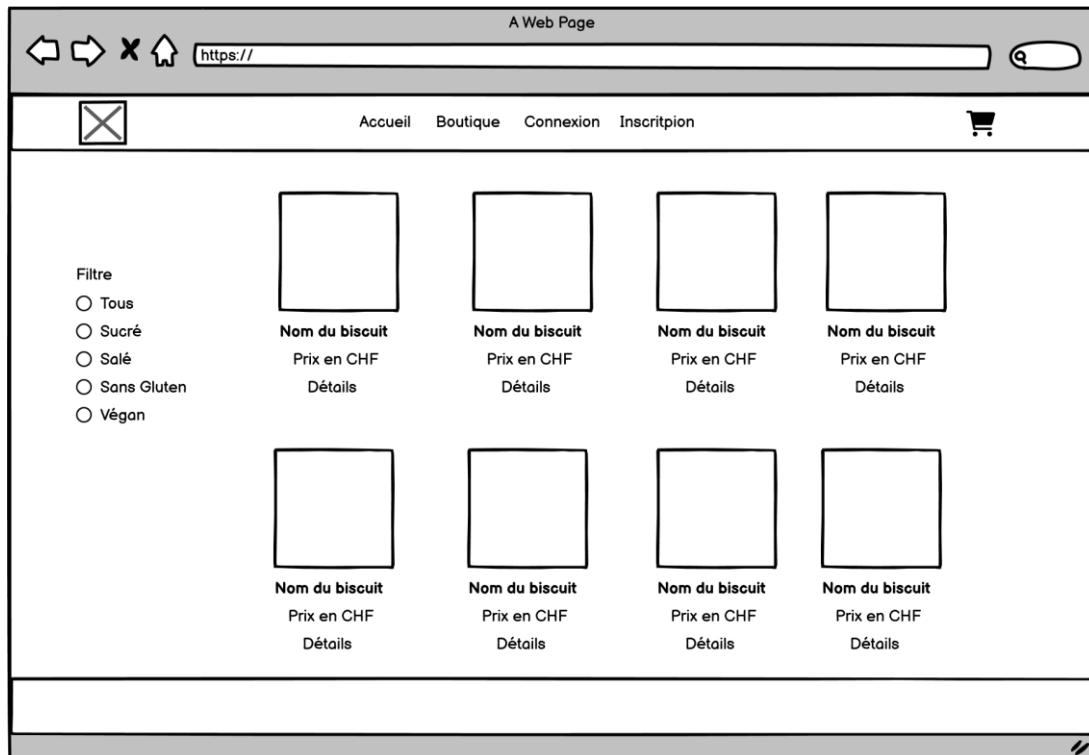 A Web Page
https://
Accueil Boutique Connexion Inscritpion
Filtre
Tous
Sucré
Salé
Sans Gluten
Végan
Nom du biscuit Nom du biscuit Nom du biscuit Nom du biscuit
Prix en CHF Prix en CHF Prix en CHF Prix en CHF
Détails Détails Détails Détails
Nom du biscuit Nom du biscuit Nom du biscuit Nom du biscuit
Prix en CHF Prix en CHF Prix en CHF Prix en CHF
Détails Détails Détails Détails